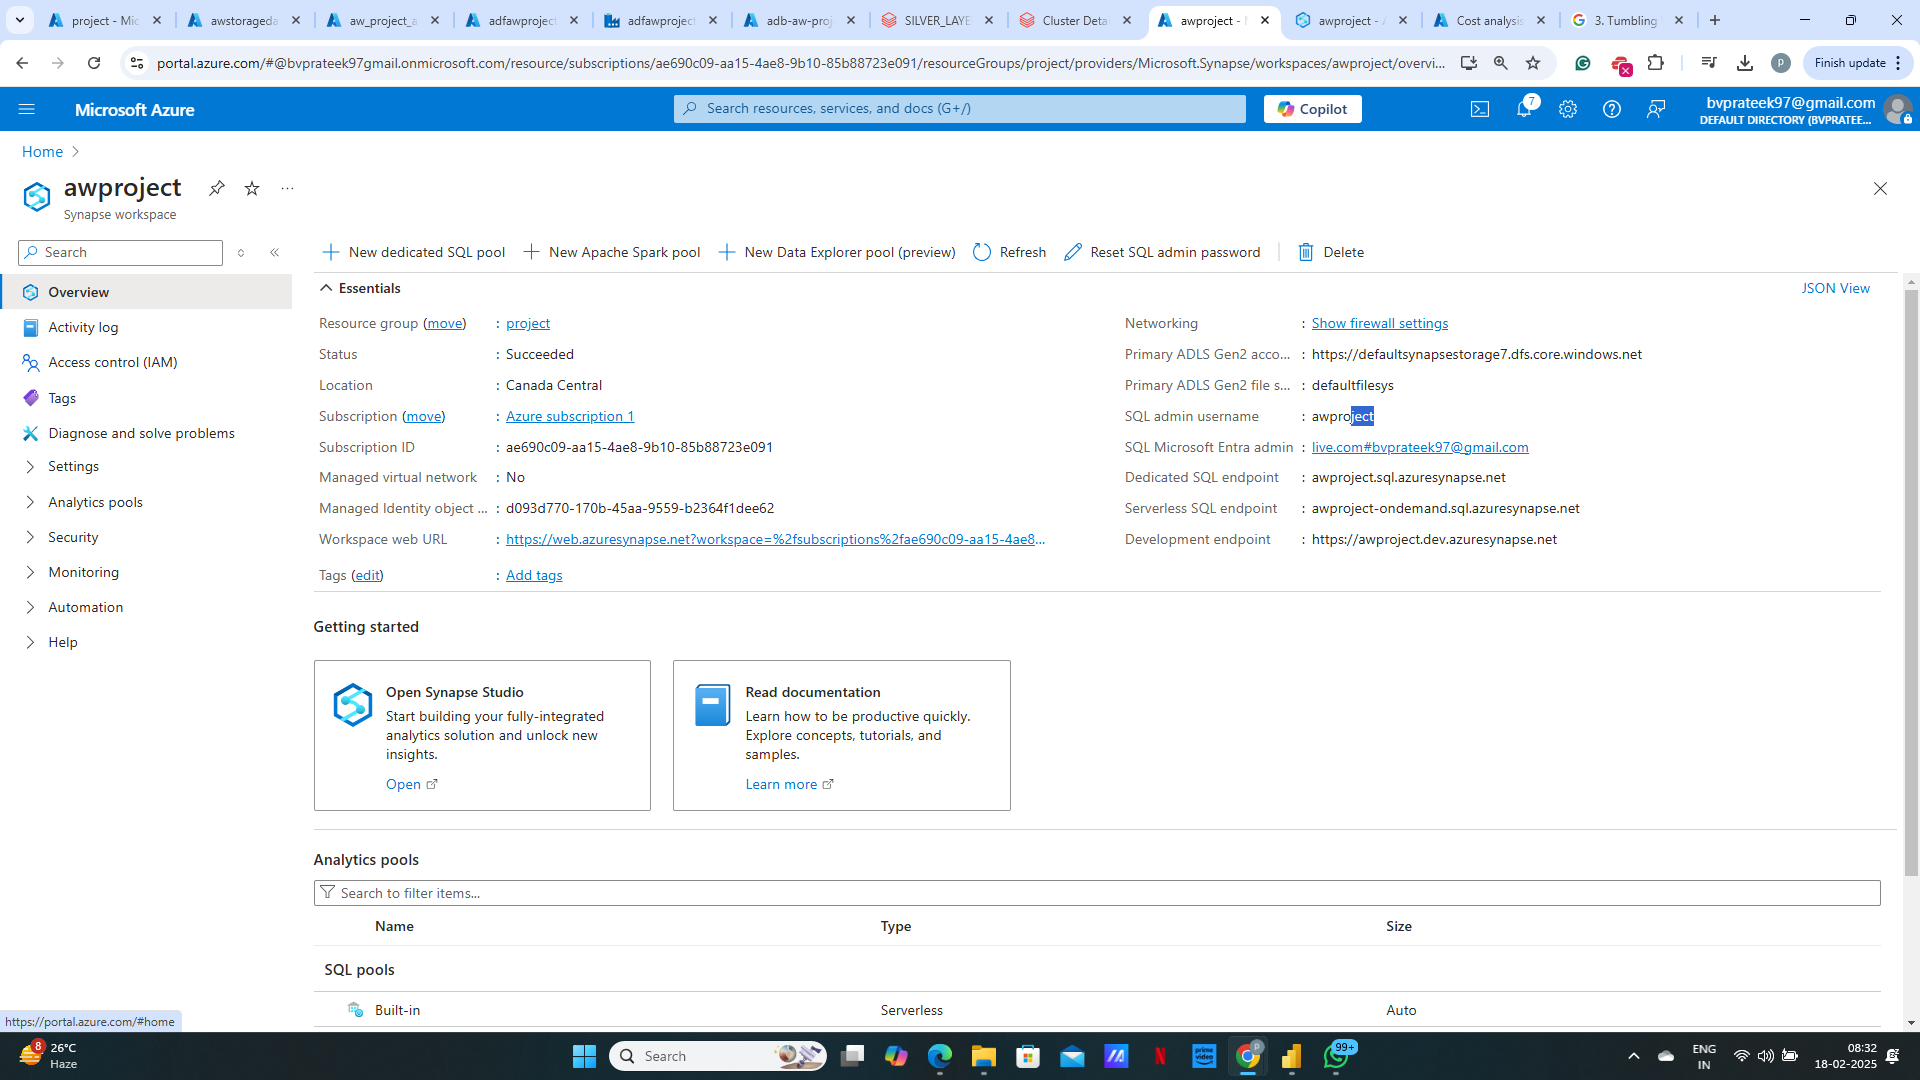 project - Mic
awstorageda
aw_project_a
adfawproject
adfawproject
adb-aw-proj
SILVER_LAYE
Cluster Deta
awproject -
awproject - A
Cost analysis
3. Tumbling
portal.azure.com/#@bvprateek97gmail.onmicrosoft.com/resource/subscriptions/ae690c09-aa15-4ae8-9b10-85b88723e091/resourceGroups/project/providers/Microsoft.Synapse/workspaces/awproject/overvi...
P
Finish update
Microsoft Azure
Search resources, services, and docs (G+/)
Copilot
7
bvprateek97@gmail.com
DEFAULT DIRECTORY (BVPRATEE...
Home
awproject
Synapse workspace
Search
New dedicated SQL pool
New Apache Spark pool
New Data Explorer pool (preview)
Refresh
Reset SQL admin password
Delete
Overview
Activity log
Access control (IAM)
Tags
Diagnose and solve problems
Settings
Analytics pools
Security
Monitoring
Automation
Help
Essentials
JSON View
Resource group (move) : project
Status : Succeeded
Location : Canada Central
Subscription (move) : Azure subscription 1
Subscription ID : ae690c09-aa15-4ae8-9b10-85b88723e091
Managed virtual network : No
Managed Identity object ... : d093d770-170b-45aa-9559-b2364f1dee62
Workspace web URL : https://web.azuresynapse.net?workspace=%2fsubscriptions%2fae690c09-aa15-4ae8...
Tags (edit) : Add tags
Networking : Show firewall settings
Primary ADLS Gen2 acco... : https://defaultsynapsestorage7.dfs.core.windows.net
Primary ADLS Gen2 file s... : defaultfilesys
SQL admin username : awproject
SQL Microsoft Entra admin : live.com#bvprateek97@gmail.com
Dedicated SQL endpoint : awproject.sql.azuresynapse.net
Serverless SQL endpoint : awproject-ondemand.sql.azuresynapse.net
Development endpoint : https://awproject.dev.azuresynapse.net
Getting started
Open Synapse Studio
Start building your fully-integrated
analytics solution and unlock new
insights.
Open
Read documentation
Learn how to be productive quickly.
Explore concepts, tutorials, and
samples.
Learn more
Analytics pools
Search to filter items...
Name Type Size
SQL pools
Built-in Serverless Auto
https://portal.azure.com/#home
8
26°C
Haze
Search
prime video
99+
ENG
IN
08:32
18-02-2025